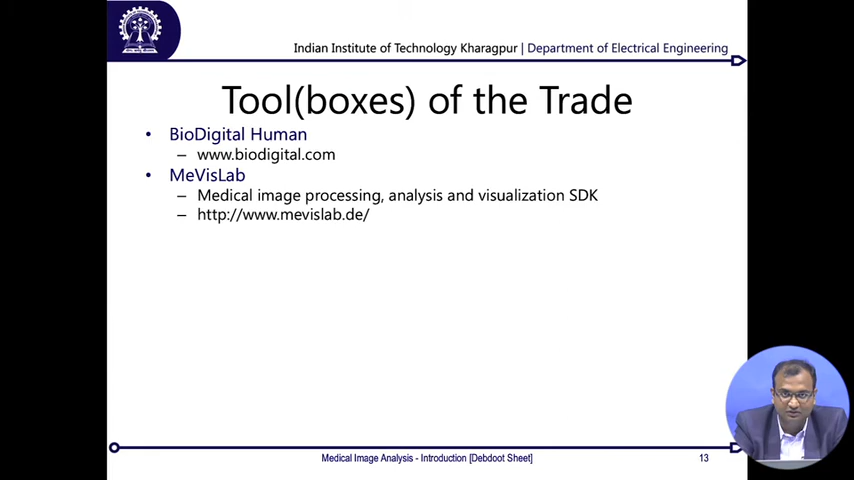 Indian Institute of Technology Kharagpur | Department of Electrical Engineering
Tool(boxes) of the Trade
• BioDigital Human
– www.biodigital.com
• MeVisLab
– Medical image processing, analysis and visualization SDK
– http://www.mevislab.de/
Medical Image Analysis - Introduction [Debdoot Sheet] 13